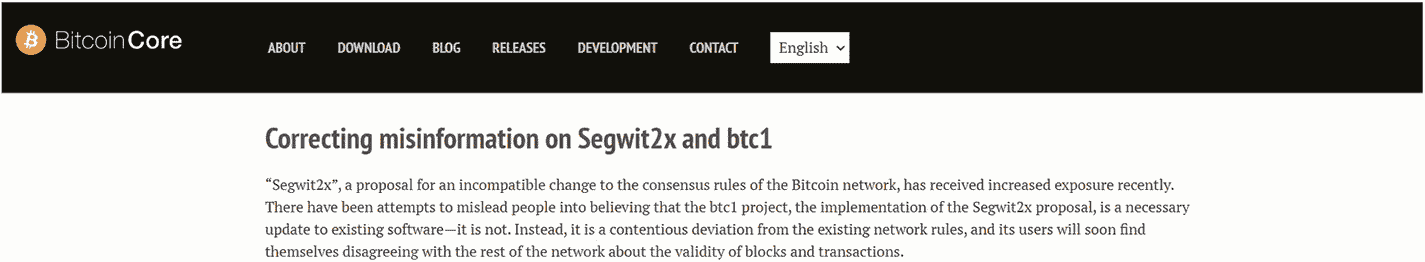 Bitcoin Core ABOUT DOWNLOAD BLOG RELEASES DEVELOPMENT CONTACT English
Correcting misinformation on Segwit2x and btc1
“Segwit2x”, a proposal for an incompatible change to the consensus rules of the Bitcoin network, has received increased exposure recently.
There have been attempts to mislead people into believing that the btc1 project, the implementation of the Segwit2x proposal, is a necessary
update to existing software—it is not. Instead, it is a contentious deviation from the existing network rules, and its users will soon find
themselves disagreeing with the rest of the network about the validity of blocks and transactions.